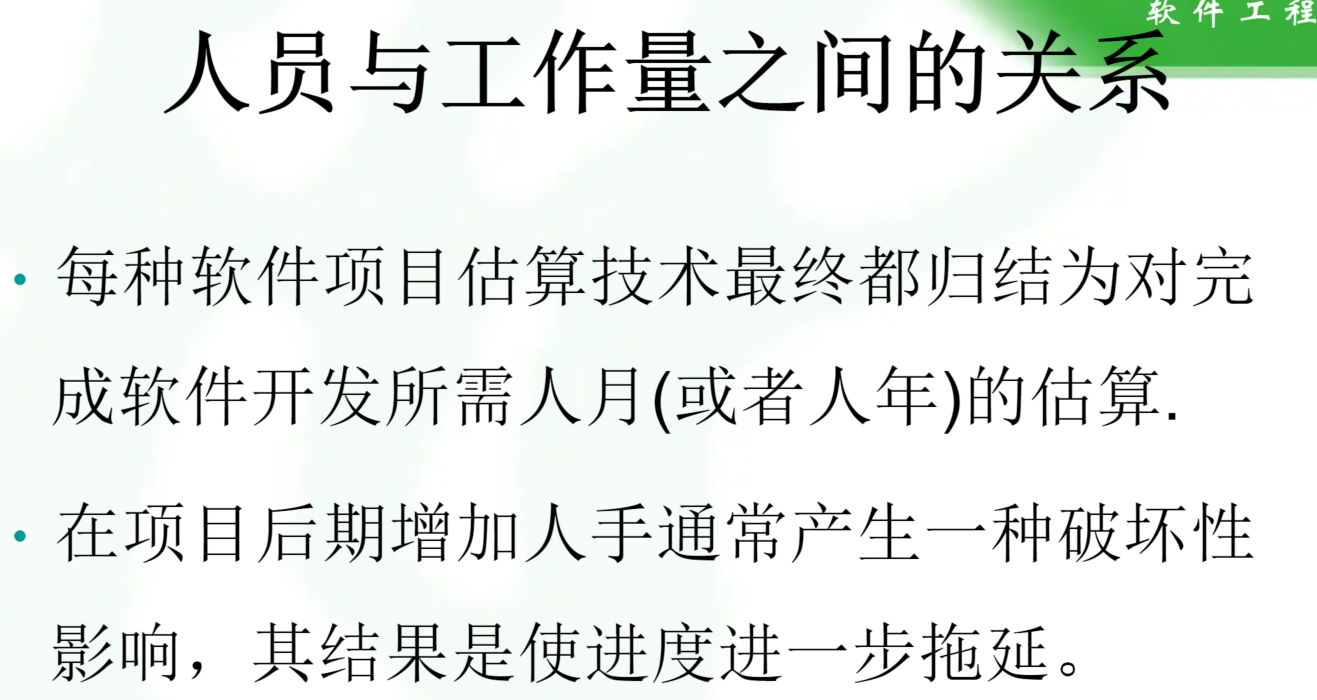 软件工程
人员与工作量之间的关系
每种软件项目估算技术最终都归结为对完
成软件开发所需人月(或者人年)的估算.
在项目后期增加人手通常产生一种破坏性
影响，其结果是使进度进一步拖延。